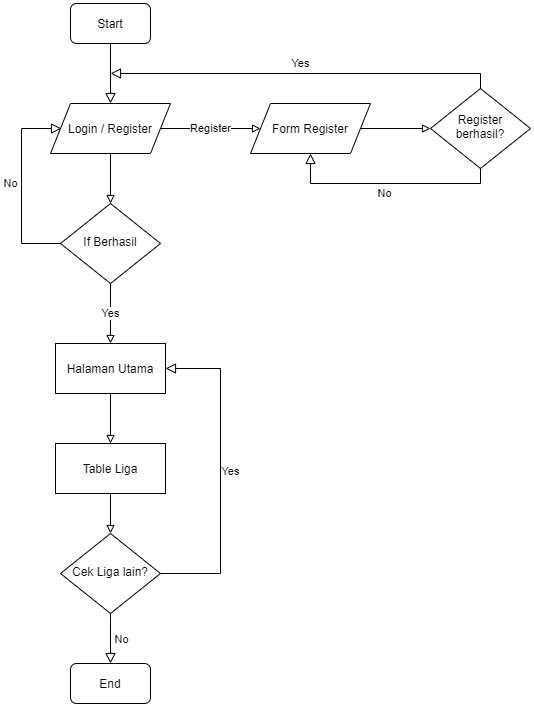 Start
Yes
Login / Register
Register
Form Register
Register
berhasil?
No
No
If Berhasil
Yes
Halaman Utama
Table Liga
Yes
Cek Liga lain?
No
End